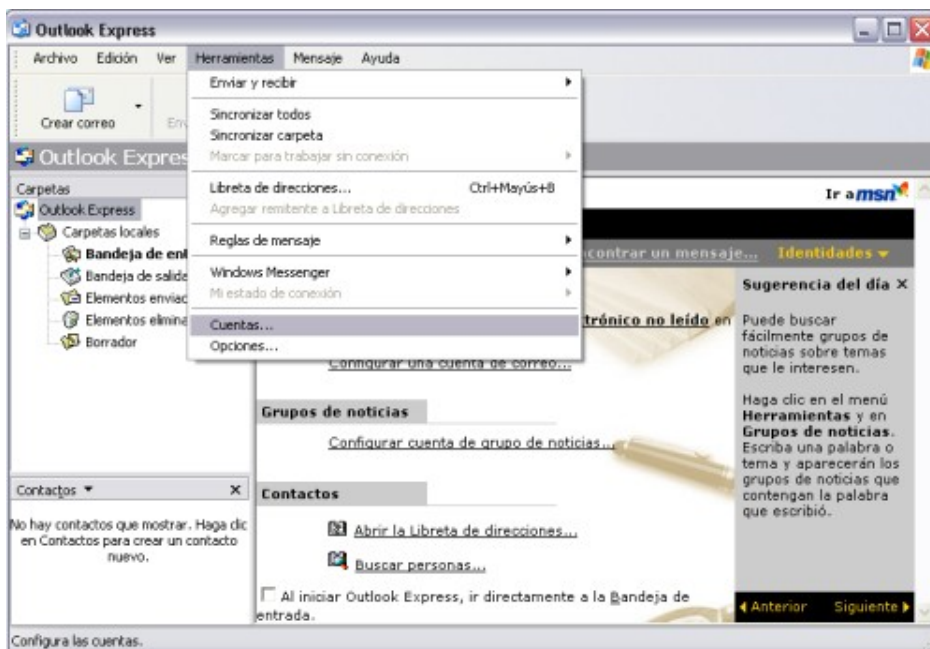 Outlook Express
Archivo Edición Ver Herramientas Mensaje Ayuda
Crear correo
Enviar y recibir
Sincronizar todos
Sincronizar carpeta
Marcar para trabajar sin conexión
Libreta de direcciones... Ctrl+Mayús+B
Agregar remitente a Libreta de direcciones
Reglas de mensaje
Windows Messenger
Mi estado de conexión
Cuentas...
Opciones...
Outlook Expres
Carpetas
Outlook Express
Carpetas locales
Bandeja de ent
Bandeja de salida
Elementos enviac
Elementos elimina
Borrador
Contactos
No hay contactos que mostrar. Haga clic
en Contactos para crear un contacto
nuevo.
Ir a msn
contrar un mensaje... Identidades
trónico no leído en
Configurar una cuenta de correo...
Grupos de noticias
Configurar cuenta de grupo de noticias...
Contactos
Abrir la Libreta de direcciones...
Buscar personas...
Al iniciar Outlook Express, ir directamente a la Bandeja de
entrada.
Sugerencia del día
Puede buscar
fácilmente grupos de
noticias sobre temas
que le interesen.
Haga clic en el menú
Herramientas y en
Grupos de noticias.
Escriba una palabra o
tema y aparecerán los
grupos de noticias que
contengan la palabra
que escribió.
Anterior Siguiente
Configura las cuentas.